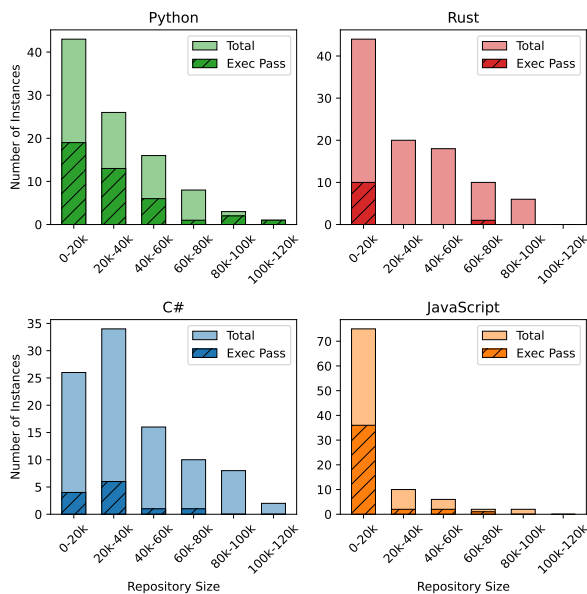 Python
Number of Instances
40
30
20
10
0
Total
Exec Pass
0-20k
20k-40k
40k-60k
60k-80k
80k-100k
100k-120k
Rust
40
30
20
10
0
Total
Exec Pass
0-20k
20k-40k
40k-60k
60k-80k
80k-100k
100k-120k
C#
Number of Instances
35
30
25
20
15
10
5
0
Total
Exec Pass
0-20k
20k-40k
40k-60k
60k-80k
80k-100k
100k-120k
Repository Size
JavaScript
70
60
50
40
30
20
10
0
Total
Exec Pass
0-20k
20k-40k
40k-60k
60k-80k
80k-100k
100k-120k
Repository Size